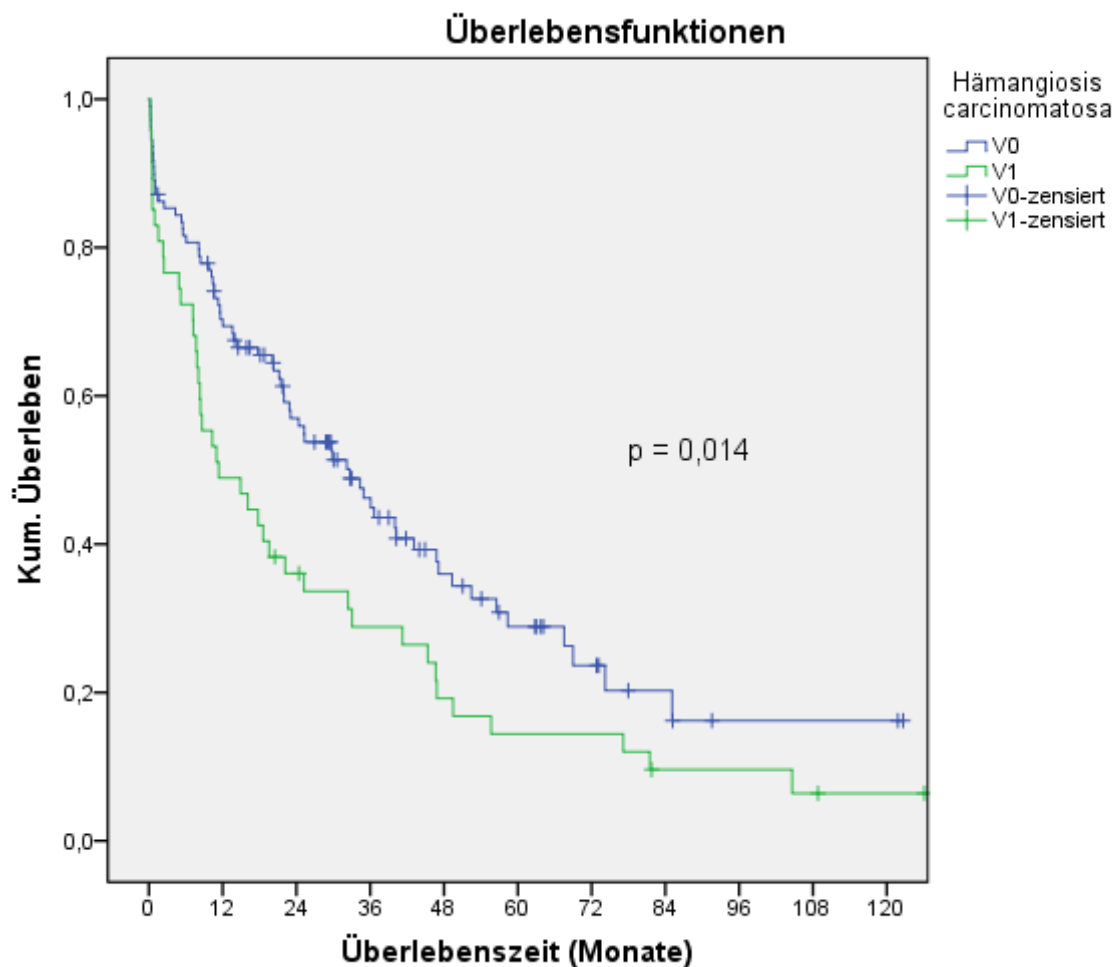 Überlebensfunktionen
Hämangiosis
carcinomatosa
V0
V1
V0-zensiert
V1-zensiert
Kum. Überleben
1,0
0,8
0,6
0,4
0,2
0,0
p = 0,014
0 12 24 36 48 60 72 84 96 108 120
Überlebenszeit (Monate)